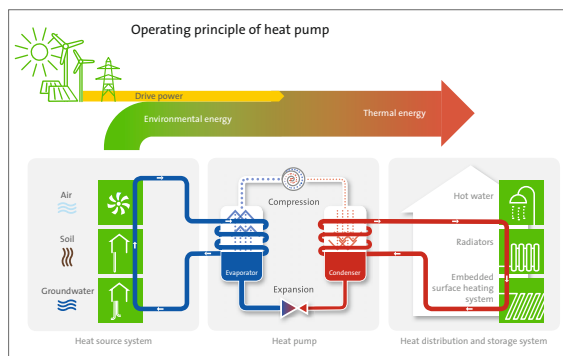 Operating principle of heat pump
Drive power
Environmental energy
Thermal energy
Air
Soil
Groundwater
Compression
Evaporator
Condenser
Expansion
Hot water
Radiators
Embedded
surface heating
system
Heat source system
Heat pump
Heat distribution and storage system